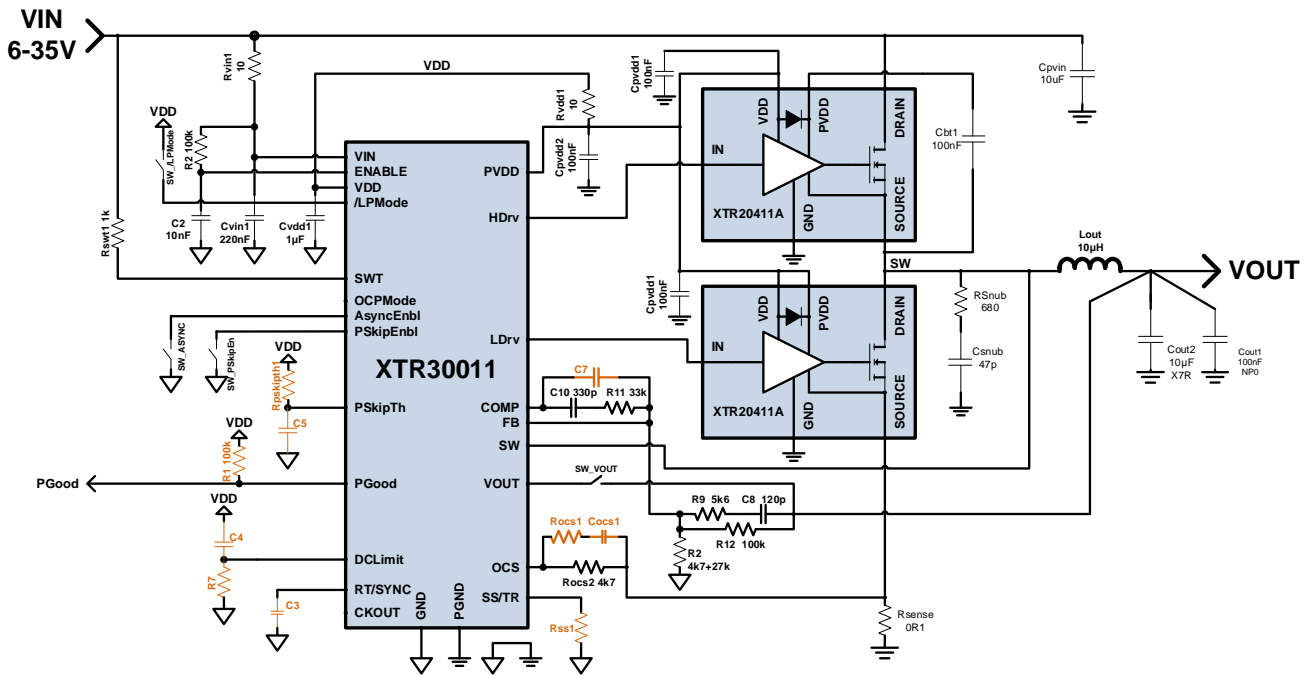 VIN
6-35V
Rvin1
10
VDD
VDD
R2 100k
SW_/LPMode
Rswt1 1k
C2
10nF
Cvin1
220nF
Cvdd1
1µF
Rvdd1
10
Cpvdd2
100nF
Cpvdd1
100nF
VDD
PVDD
DRAIN
IN
XTR20411A
GND
SOURCE
Cbt1
100nF
Cpvin
10uF
VIN
ENABLE
VDD
/LPMode
SWT
OCPMode
AsyncEnbl
PSkipEnbl
PSkipTh
PGood
DCLimit
RT/SYNC
CKOUT
GND
PGND
XTR30011
PVDD
HDrv
LDrv
COMP
FB
SW
VOUT
OCS
SS/TR
SW_ASYNC
SW_PSkipEn
VDD
Rpskipth1
C5
VDD
R1 100k
PGood
VDD
C4
R7
C3
Cpvdd1
100nF
VDD
PVDD
DRAIN
IN
XTR20411A
GND
SOURCE
SW
Lout
10µH
VOUT
RSnub
680
Csnub
47p
Cout2
10µF
X7R
Cout1
100nF
NP0
C7
C10 330p
R11 33k
SW_VOUT
R9 5k6
C8 120p
R12 100k
R2
4k7+27k
Rocs1
Cocs1
Rocs2 4k7
Rss1
Rsense
0R1